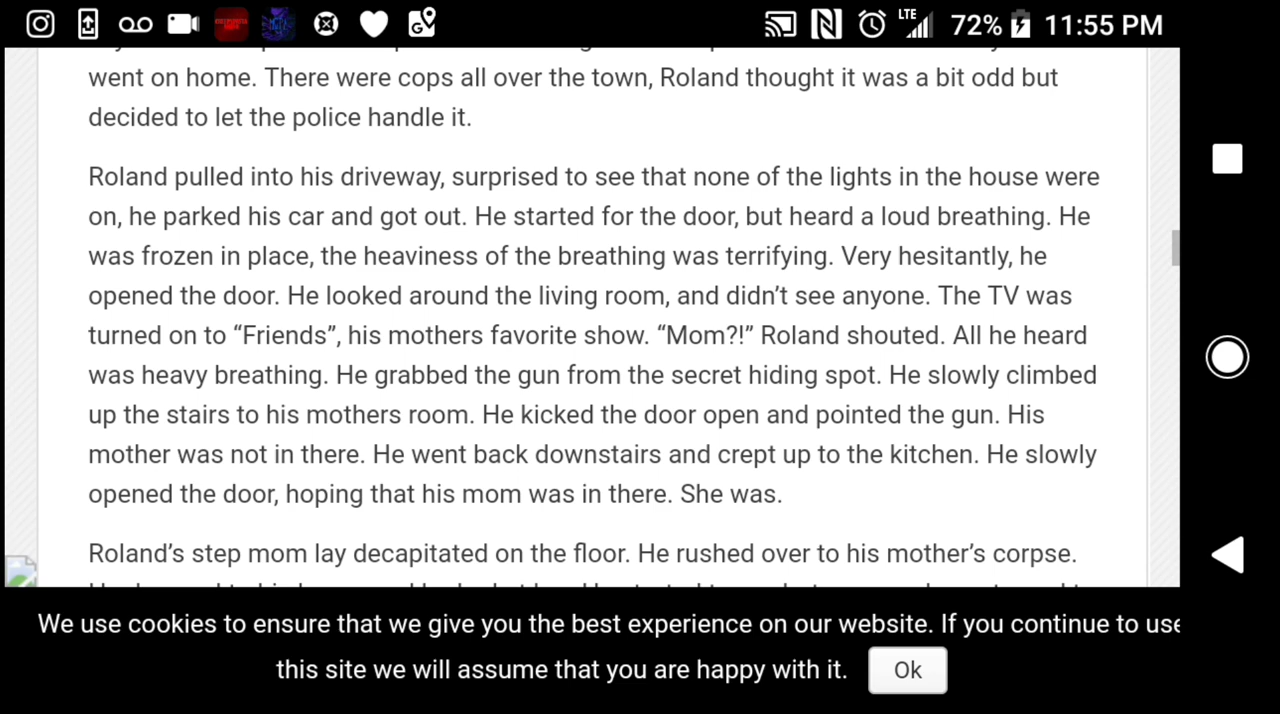 LTE
72%
11:55 PM
went on home. There were cops all over the town, Roland thought it was a bit odd but
decided to let the police handle it.
Roland pulled into his driveway, surprised to see that none of the lights in the house were
on, he parked his car and got out. He started for the door, but heard a loud breathing. He
was frozen in place, the heaviness of the breathing was terrifying. Very hesitantly, he
opened the door. He looked around the living room, and didn’t see anyone. The TV was
turned on to “Friends”, his mothers favorite show. “Mom?!” Roland shouted. All he heard
was heavy breathing. He grabbed the gun from the secret hiding spot. He slowly climbed
up the stairs to his mothers room. He kicked the door open and pointed the gun. His
mother was not in there. He went back downstairs and crept up to the kitchen. He slowly
opened the door, hoping that his mom was in there. She was.
Roland’s step mom lay decapitated on the floor. He rushed over to his mother’s corpse.
We use cookies to ensure that we give you the best experience on our website. If you continue to use
this site we will assume that you are happy with it.
Ok